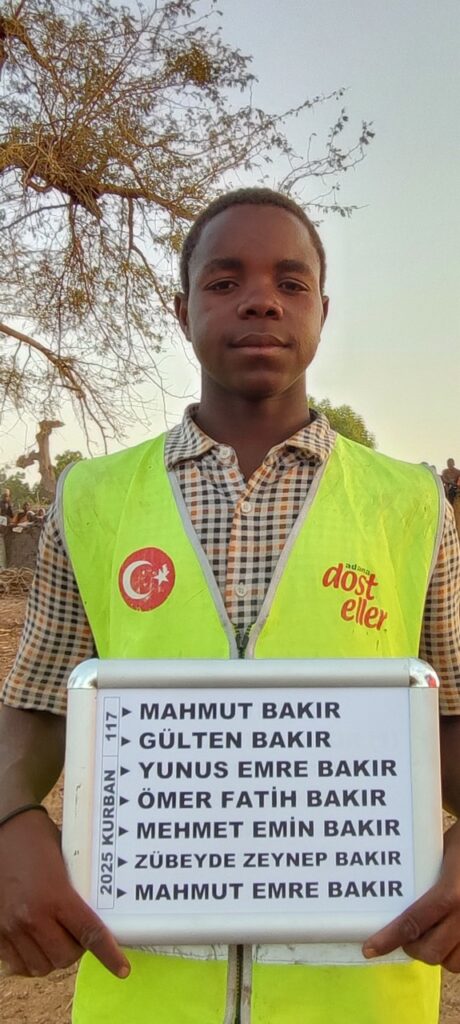 adana
dost
eller
2025 KURBAN 117
MAHMUT BAKIR
GÜLTEN BAKIR
YUNUS EMRE BAKIR
ÖMER FATİH BAKIR
MEHMET EMİN BAKIR
ZÜBEYDE ZEYNEP BAKIR
MAHMUT EMRE BAKIR